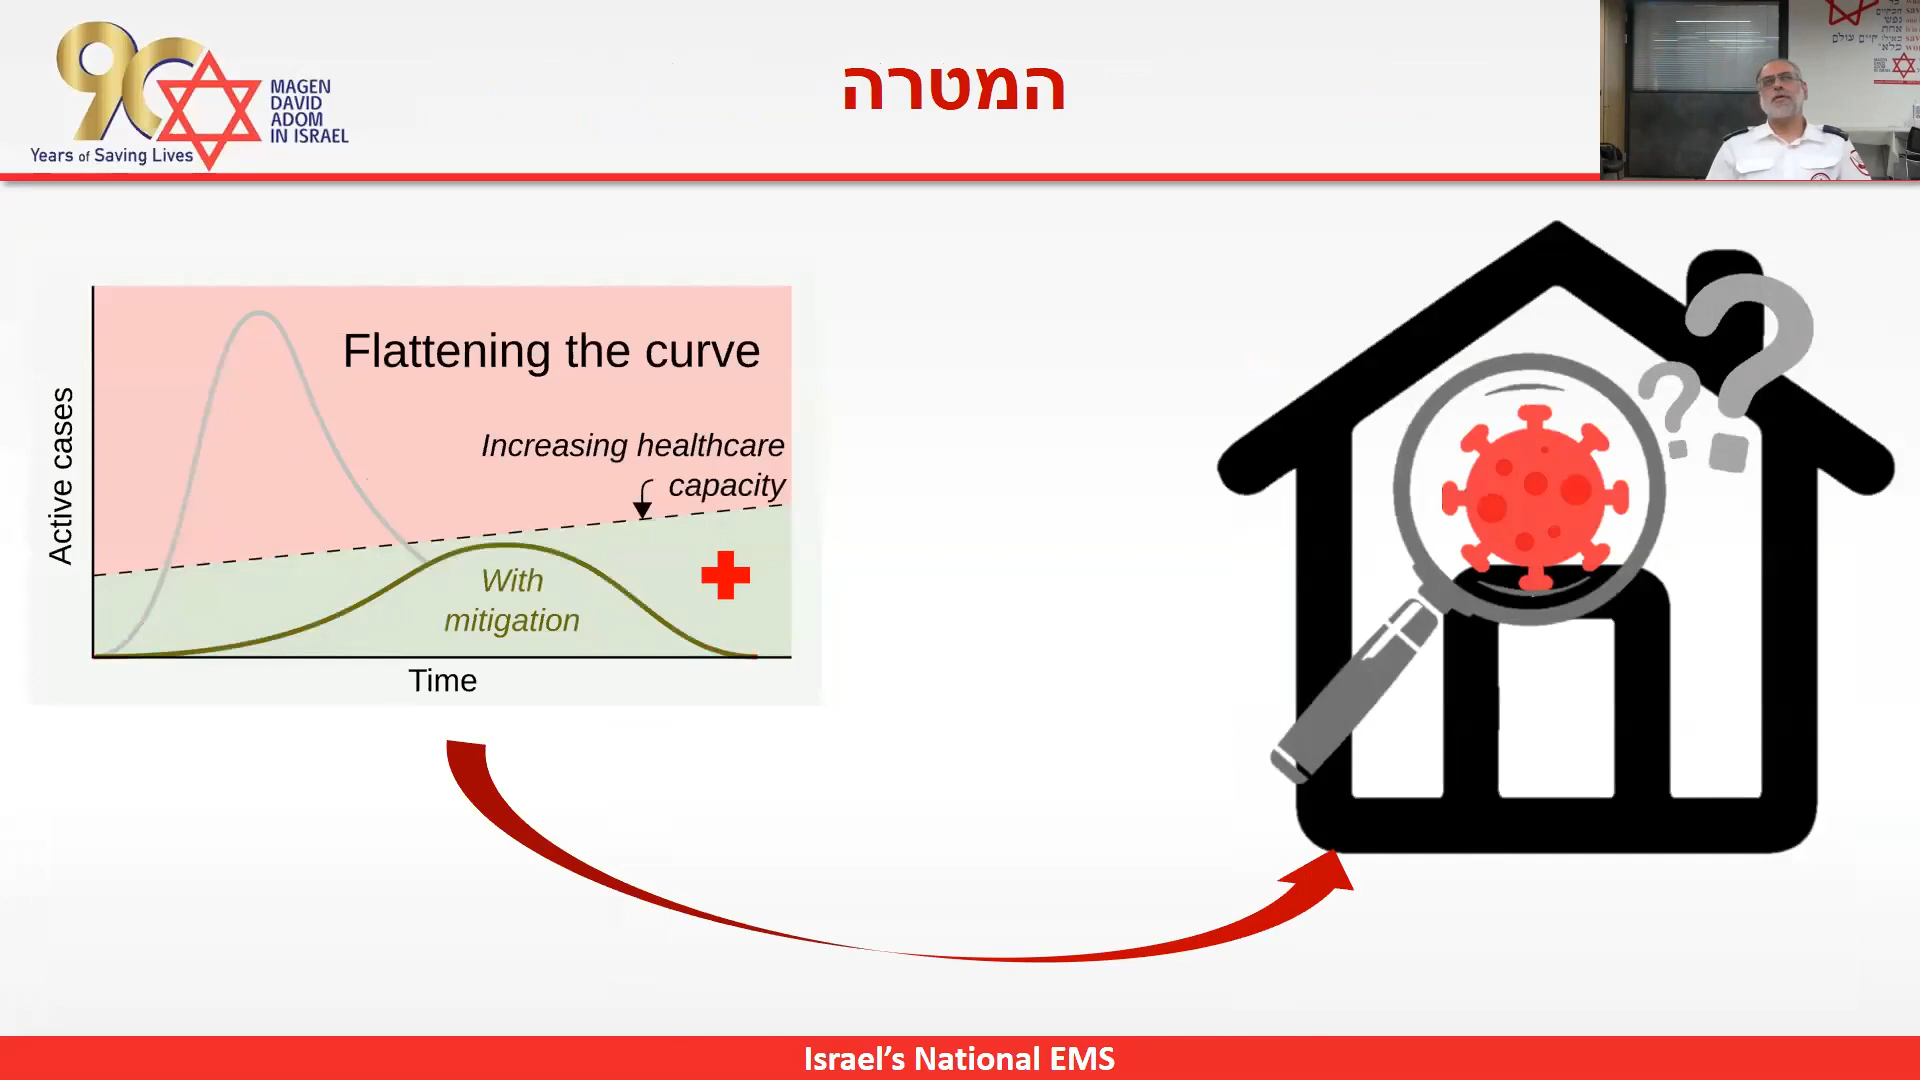 90
MAGEN
DAVID
ADOM
IN ISRAEL
Years of Saving Lives
המטרה
Flattening the curve
Increasing healthcare
capacity
With
mitigation
Active cases
Time
? ?
Israel's National EMS